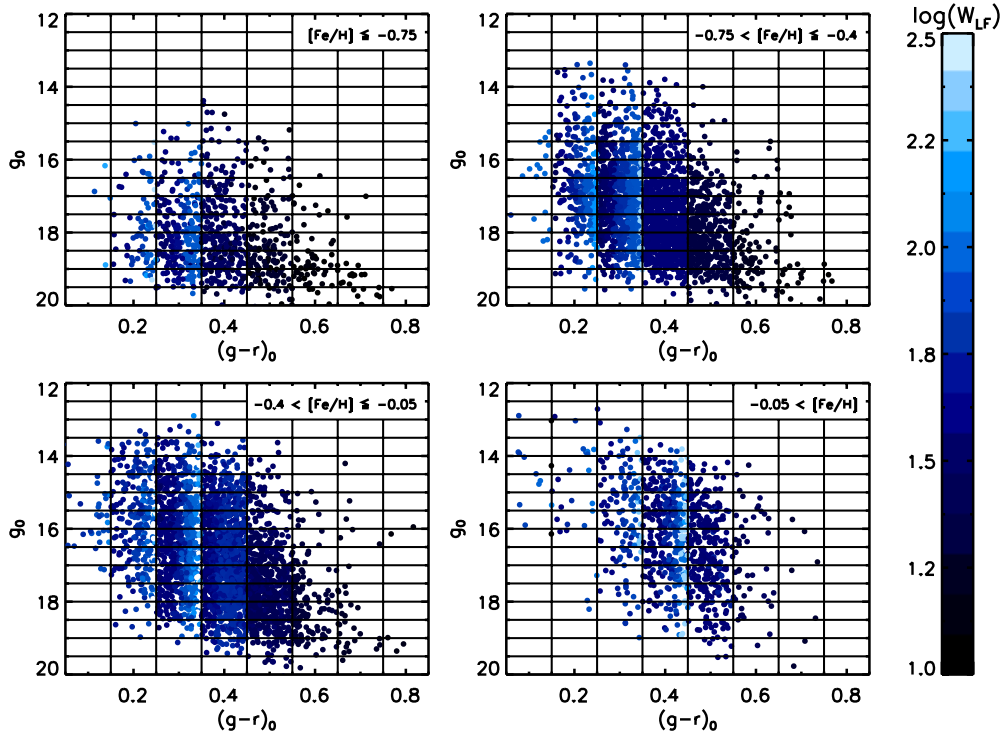 [Fe/H] ≦ −0.75
12
14
16
18
20
g₀
0.2 0.4 0.6 0.8
(g−r)₀
−0.75 < [Fe/H] ≦ −0.4
12
14
16
18
20
g₀
0.2 0.4 0.6 0.8
(g−r)₀
−0.4 < [Fe/H] ≦ −0.05
12
14
16
18
20
g₀
0.2 0.4 0.6 0.8
(g−r)₀
−0.05 < [Fe/H]
12
14
16
18
20
g₀
0.2 0.4 0.6 0.8
(g−r)₀
log(W_LF)
2.5
2.2
2.0
1.8
1.5
1.2
1.0